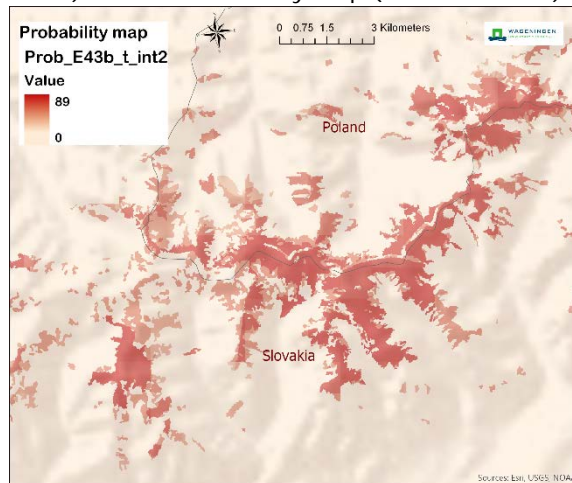 Probability map
Prob_E43b_t_int2
Value
89
0
0 0.75 1.5 3 Kilometers
WAGENINGEN
Poland
Slovakia
Sources: Esri, USGS, NOAA